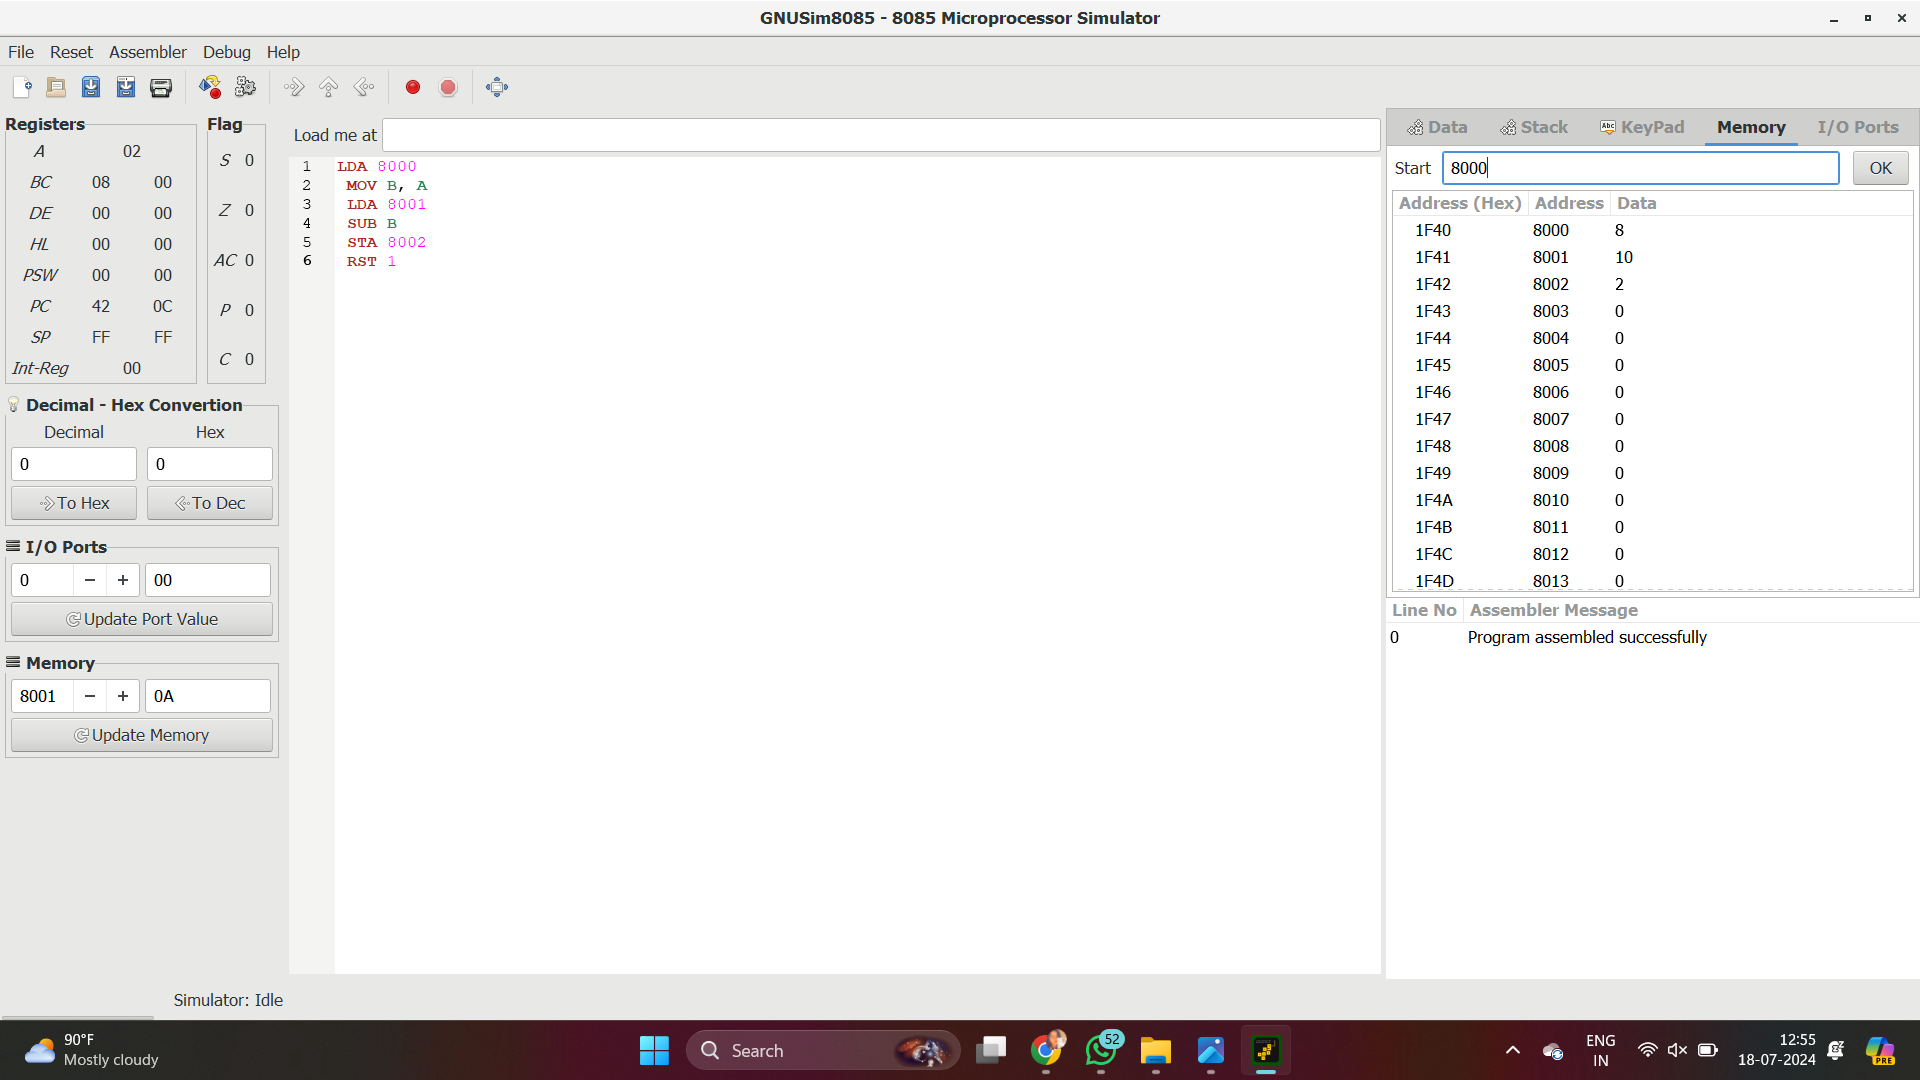 GNUSim8085 - 8085 Microprocessor Simulator
File Reset Assembler Debug Help
Registers
A 02
BC 08 00
DE 00 00
HL 00 00
PSW 00 00
PC 42 0C
SP FF FF
Int-Reg 00
Flag
S 0
Z 0
AC 0
P 0
C 0
Decimal - Hex Convertion
Decimal Hex
0 0
To Hex To Dec
I/O Ports
0 − + 00
Update Port Value
Memory
8001 − + 0A
Update Memory
Load me at
1 LDA 8000
2 MOV B, A
3 LDA 8001
4 SUB B
5 STA 8002
6 RST 1
Data Stack Abc KeyPad Memory I/O Ports
Start 8000 OK
Address (Hex) Address Data
1F40 8000 8
1F41 8001 10
1F42 8002 2
1F43 8003 0
1F44 8004 0
1F45 8005 0
1F46 8006 0
1F47 8007 0
1F48 8008 0
1F49 8009 0
1F4A 8010 0
1F4B 8011 0
1F4C 8012 0
1F4D 8013 0
Line No Assembler Message
0 Program assembled successfully
Simulator: Idle
90°F
Mostly cloudy
Search
52
ENG
IN
12:55
18-07-2024
PRE